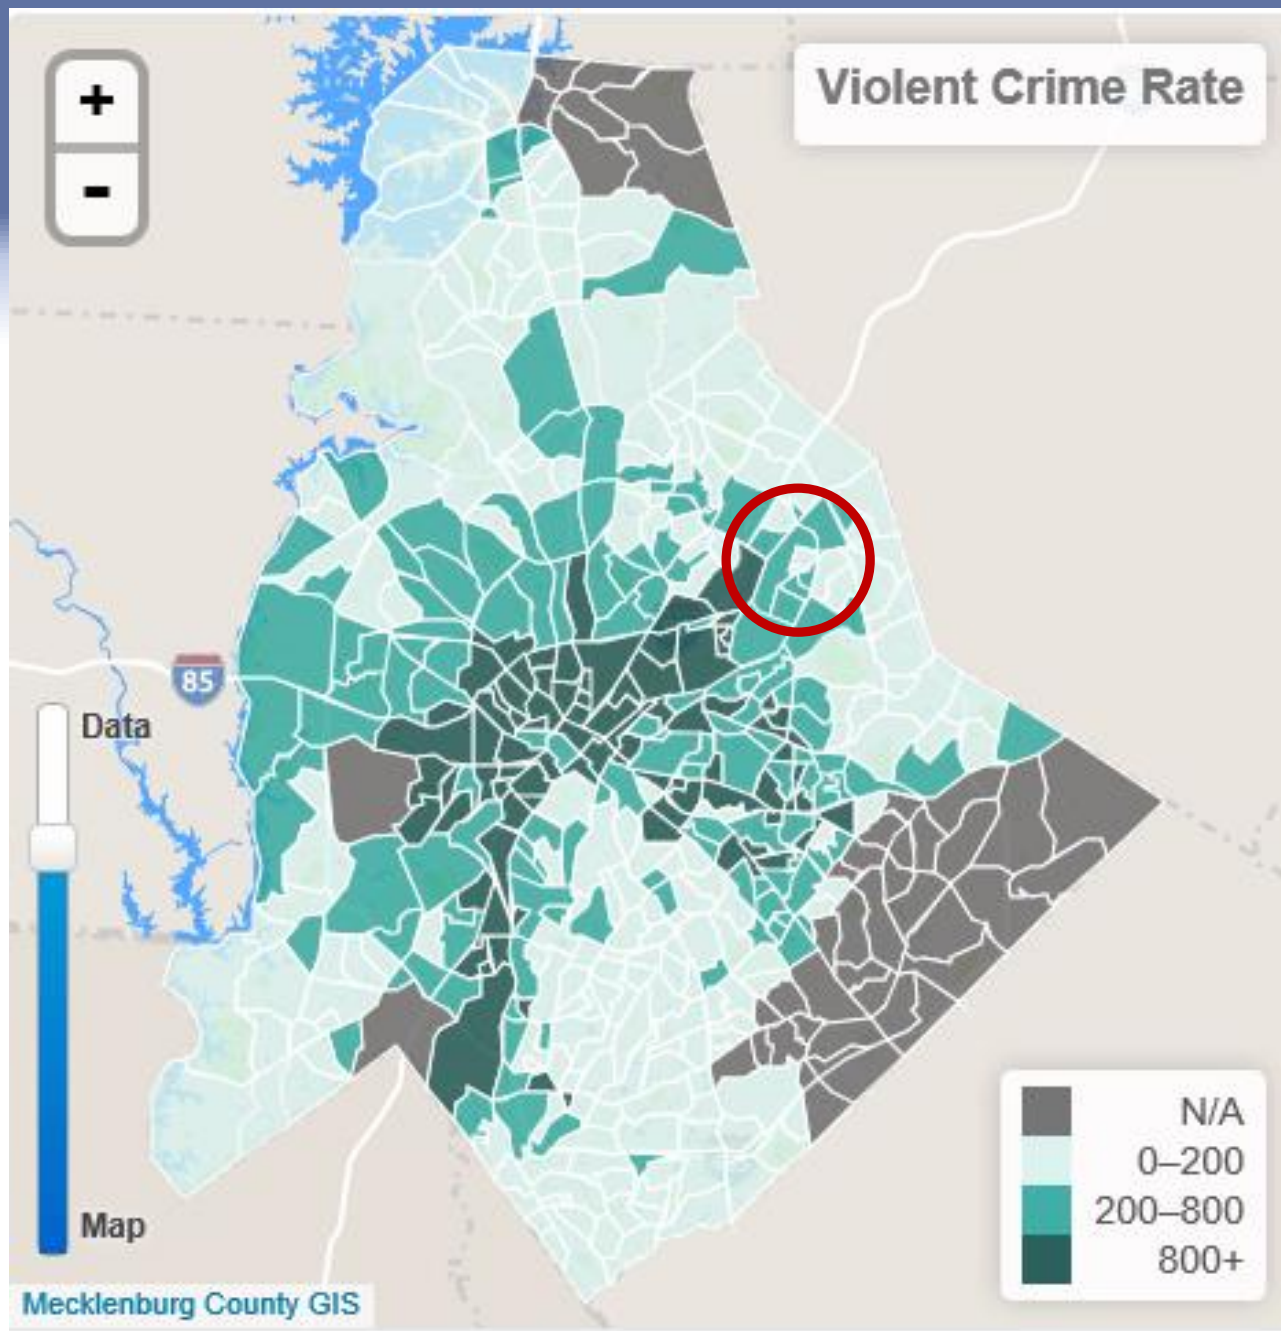 +
Violent Crime Rate
-
85
Data
Map
N/A
0–200
200–800
800+
Mecklenburg County GIS